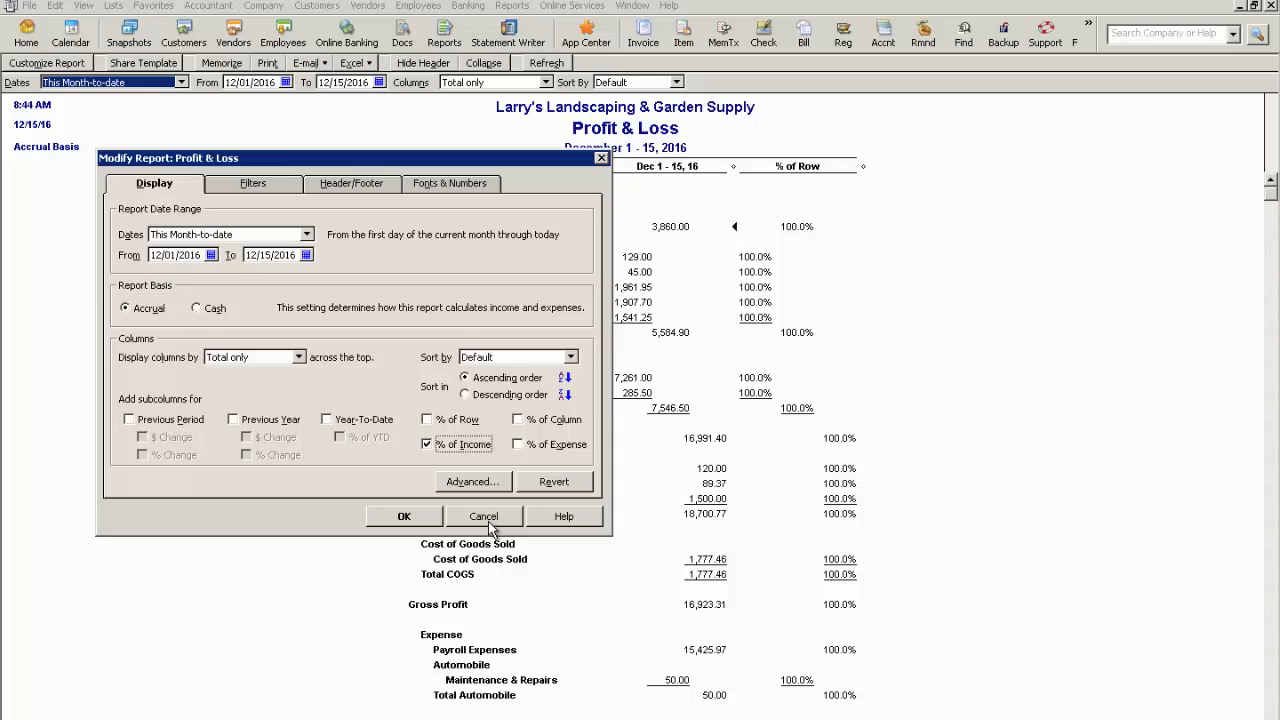 File Edit View Lists Favorites Accountant Company Customers Vendors Employees Banking Reports Online Services Window Help
Home Calendar Snapshots Customers Vendors Employees Online Banking Docs Reports Statement Writer App Center Invoice Item MemTx Check Bill Reg Accnt Rmnd Find Backup Support F » Search Company or Help
Customize Report Share Template Memorize Print E-mail Excel Hide Header Collapse Refresh
Dates This Month-to-date From 12/01/2016 To 12/15/2016 Columns Total only Sort By Default
8:44 AM
12/15/16
Accrual Basis
Larry's Landscaping & Garden Supply
Profit & Loss
December 1 - 15, 2016
Dec 1 - 15, 16 % of Row
Modify Report: Profit & Loss
Display Filters Header/Footer Fonts & Numbers
Report Date Range
Dates This Month-to-date From the first day of the current month through today
From 12/01/2016 To 12/15/2016
Report Basis
Accrual Cash This setting determines how this report calculates income and expenses.
Columns
Display columns by Total only across the top. Sort by Default
Sort in Ascending order
Descending order
Add subcolumns for
Previous Period Previous Year Year-To-Date % of Row % of Column
$ Change $ Change % of YTD % of Income % of Expense
% Change % Change
Advanced... Revert
OK Cancel Help
3,860.00 100.0%
129.00 100.0%
45.00 100.0%
1,961.95 100.0%
1,907.70 100.0%
1,541.25 100.0%
5,584.90 100.0%
7,261.00 100.0%
285.50 100.0%
7,546.50 100.0%
16,991.40 100.0%
120.00 100.0%
89.37 100.0%
1,500.00 100.0%
18,700.77 100.0%
Cost of Goods Sold
Cost of Goods Sold 1,777.46 100.0%
Total COGS 1,777.46 100.0%
Gross Profit 16,923.31 100.0%
Expense
Payroll Expenses 15,425.97 100.0%
Automobile
Maintenance & Repairs 50.00 100.0%
Total Automobile 50.00 100.0%